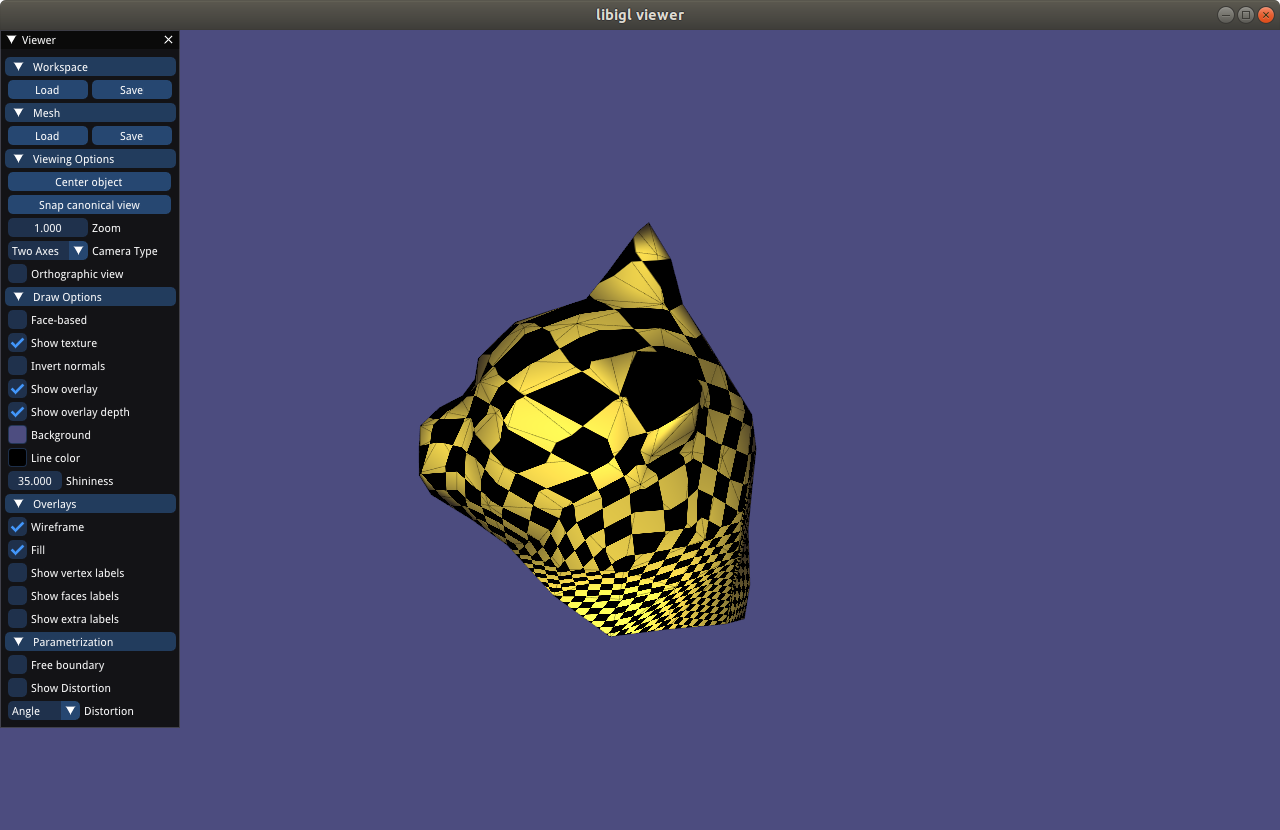 libigl viewer
Viewer
Workspace
Load Save
Mesh
Load Save
Viewing Options
Center object
Snap canonical view
1.000 Zoom
Two Axes Camera Type
Orthographic view
Draw Options
Face-based
Show texture
Invert normals
Show overlay
Show overlay depth
Background
Line color
35.000 Shininess
Overlays
Wireframe
Fill
Show vertex labels
Show faces labels
Show extra labels
Parametrization
Free boundary
Show Distortion
Angle Distortion